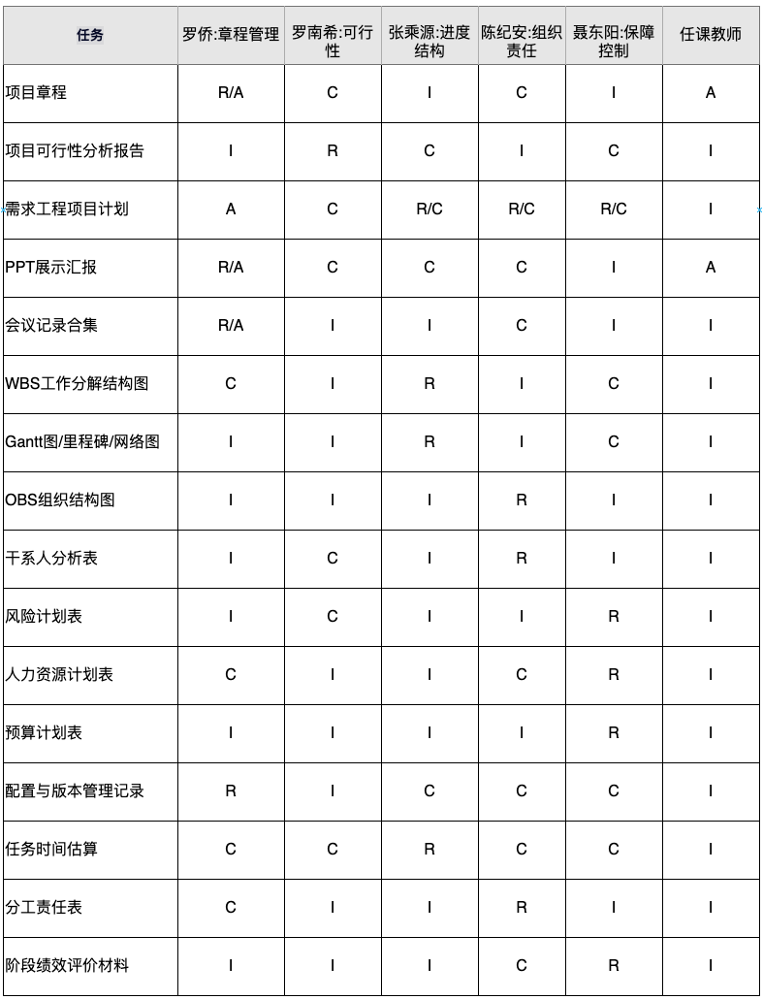 任务 罗侨:章程管理 罗南希:可行性 张乘源:进度结构 陈纪安:组织责任 聂东阳:保障控制 任课教师
项目章程 R/A C I C I A
项目可行性分析报告 I R C I C I
需求工程项目计划 A C R/C R/C R/C I
PPT展示汇报 R/A C C C I A
会议记录合集 R/A I I C I I
WBS工作分解结构图 C I R I C I
Gantt图/里程碑/网络图 I I R I C I
OBS组织结构图 I I I R I I
干系人分析表 I C I R I I
风险计划表 I C I I R I
人力资源计划表 C I I C R I
预算计划表 I I I I R I
配置与版本管理记录 R I C C C I
任务时间估算 C C R C C I
分工责任表 C I I R I I
阶段绩效评价材料 I I I C R I